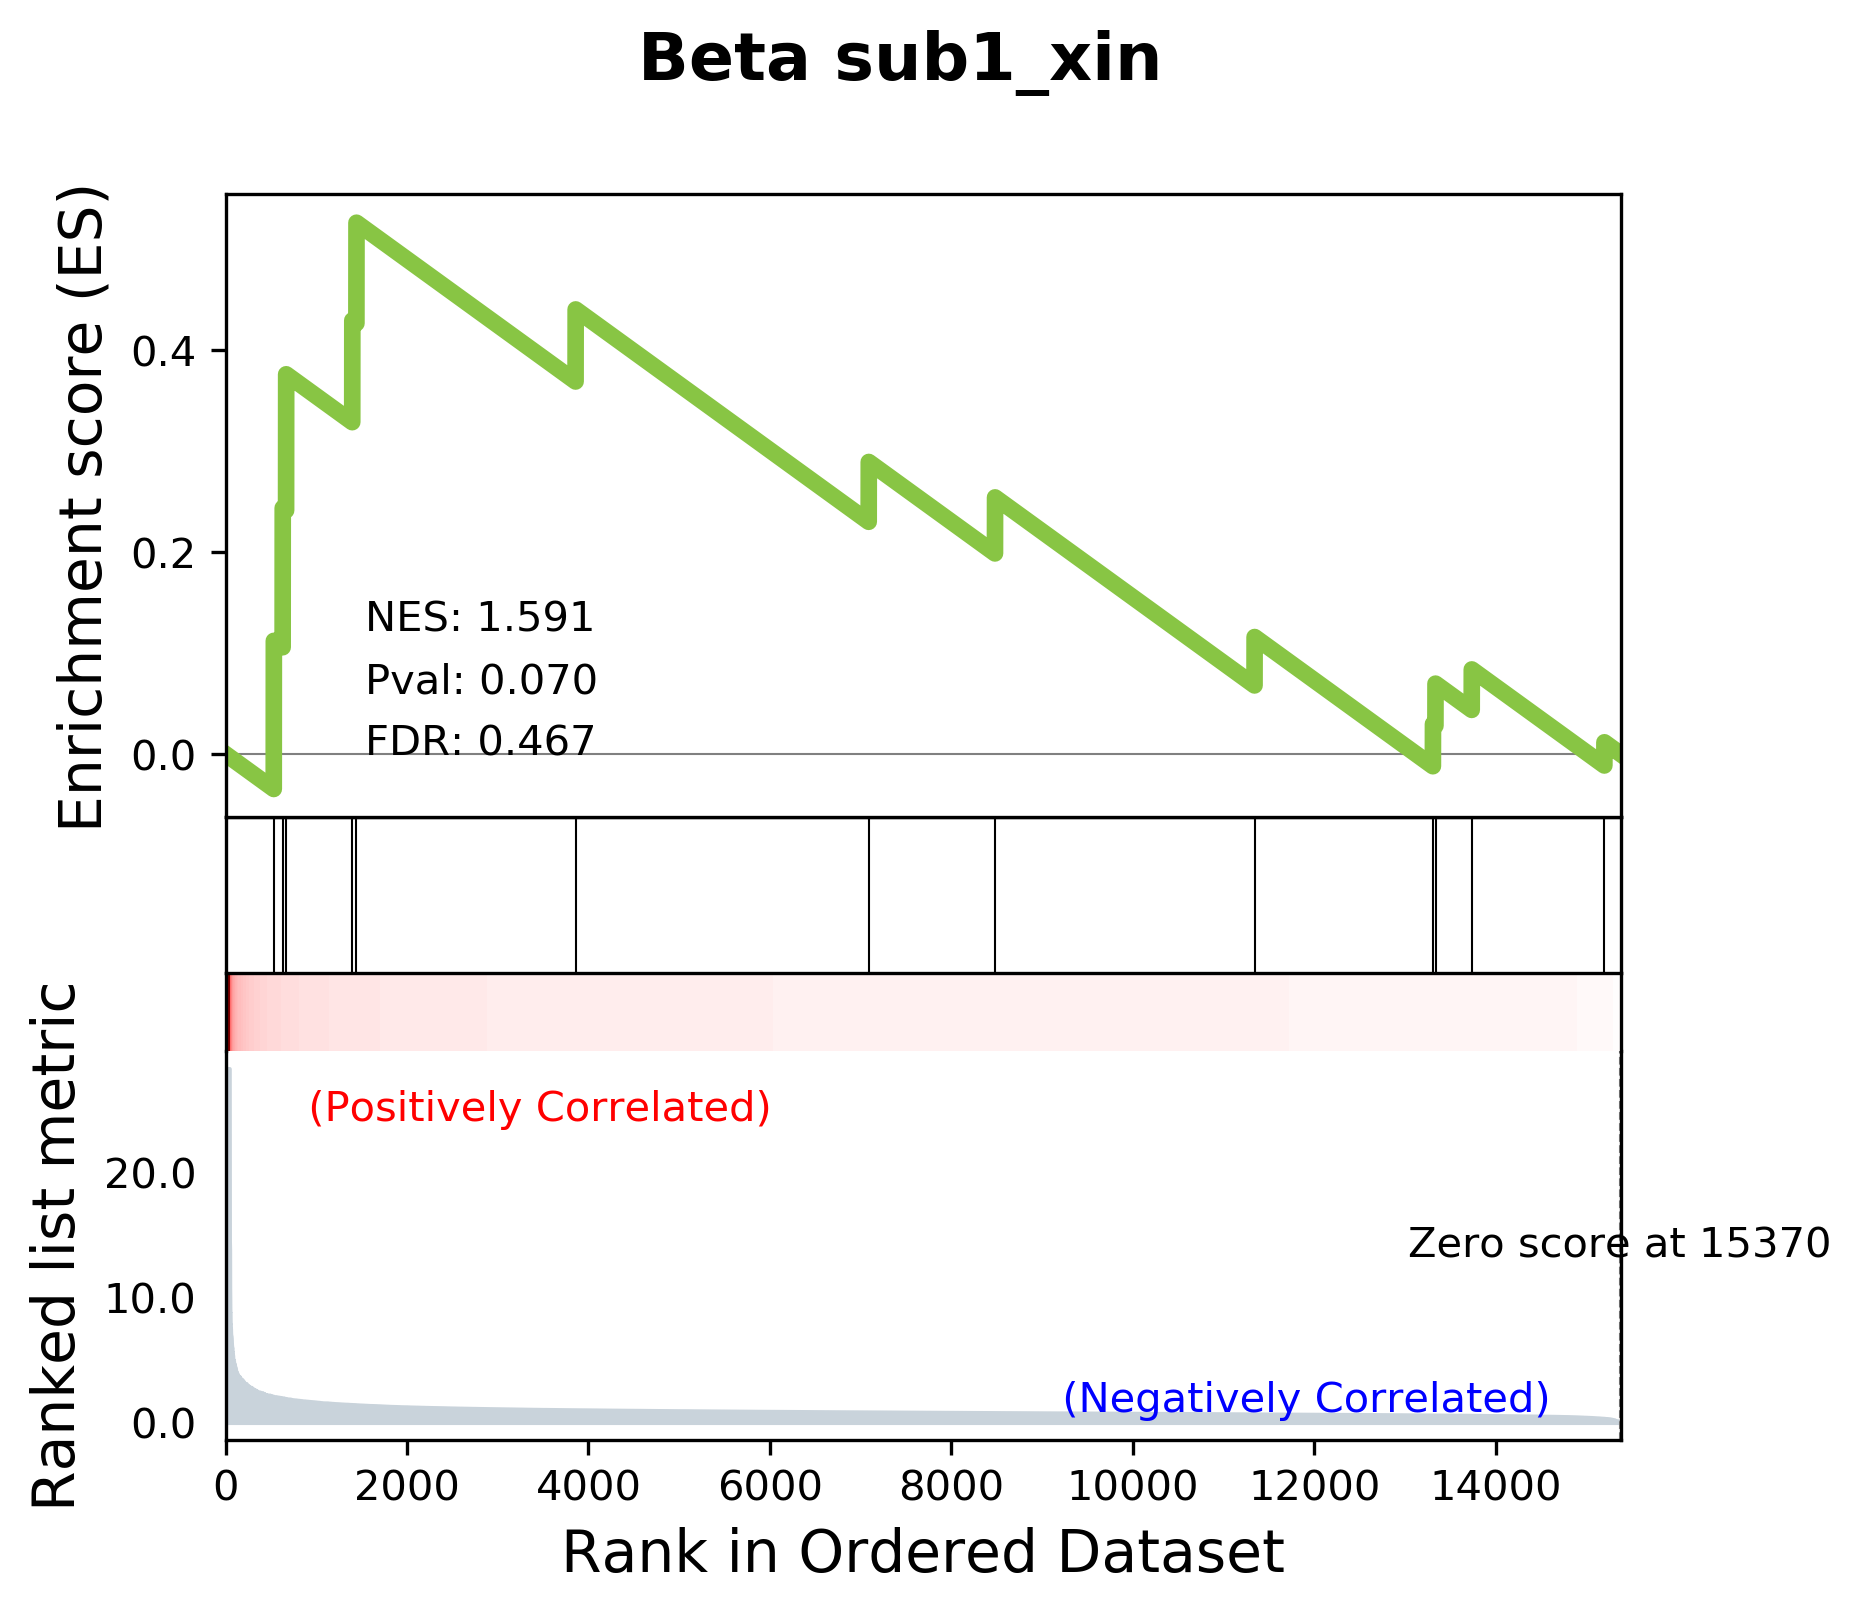 Beta sub1_xin
Enrichment score (ES)
0.4
0.2
0.0
NES: 1.591
Pval: 0.070
FDR: 0.467
Ranked list metric
(Positively Correlated)
20.0
10.0
0.0
Zero score at 15370
(Negatively Correlated)
0 2000 4000 6000 8000 10000 12000 14000
Rank in Ordered Dataset